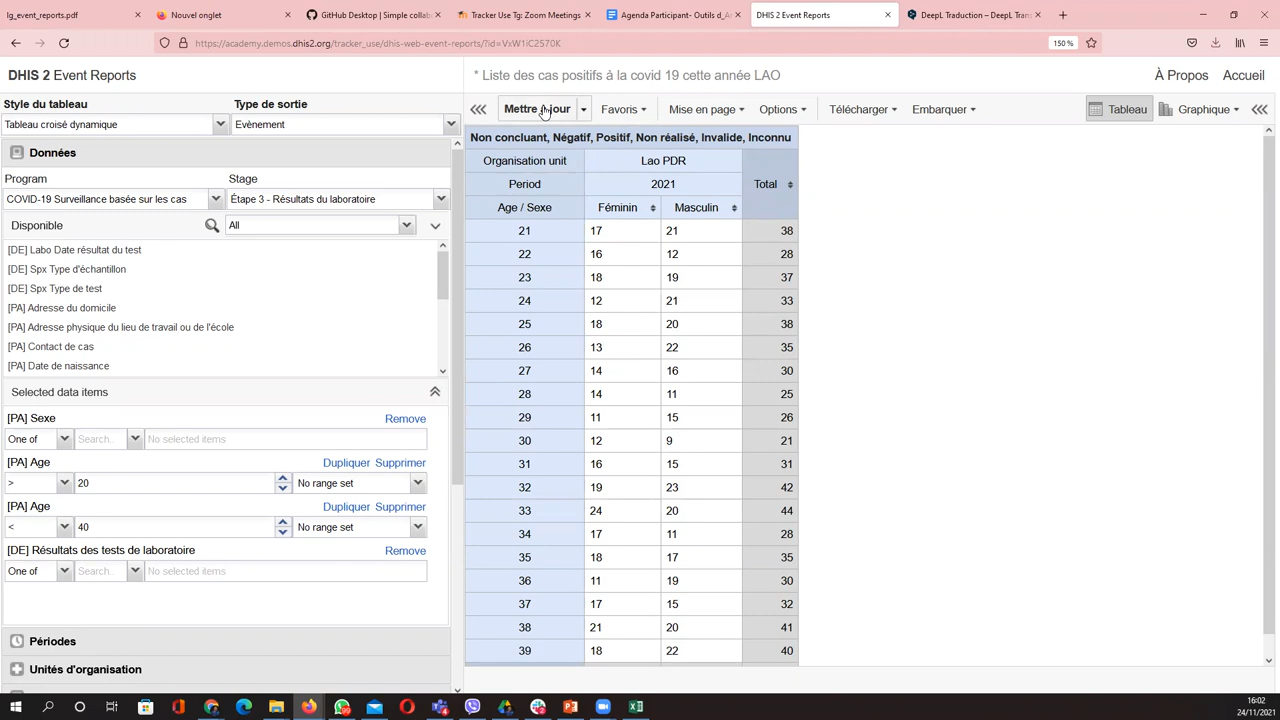 lg_event_reports.pdf
Nouvel onglet
GitHub Desktop | Simple collab
Tracker Use Tg: Zoom Meetings
Agenda Participant- Outils d_A
DHIS 2 Event Reports
DeepL Traduction – DeepL Tran
https://academy.demos.dhis2.org/tracker_use/dhis-web-event-reports/?id=VxW1iC2570K
150 %
DHIS 2 Event Reports
* Liste des cas positifs à la covid 19 cette année LAO
À Propos
Accueil
Style du tableau
Type de sortie
Tableau croisé dynamique
Evènement
Mettre à jour
Favoris
Mise en page
Options
Télécharger
Embarquer
Tableau
Graphique
Données
Program
Stage
COVID-19 Surveillance basée sur les cas
Étape 3 - Résultats du laboratoire
Disponible
All
[DE] Labo Date résultat du test
[DE] Spx Type d'échantillon
[DE] Spx Type de test
[PA] Adresse du domicile
[PA] Adresse physique du lieu de travail ou de l'école
[PA] Contact de cas
[PA] Date de naissance
Selected data items
[PA] Sexe Remove
One of Search.. No selected items
[PA] Age Dupliquer Supprimer
> 20 No range set
[PA] Age Dupliquer Supprimer
< 40 No range set
[DE] Résultats des tests de laboratoire Remove
One of Search.. No selected items
Périodes
Unités d'organisation
Non concluant, Négatif, Positif, Non réalisé, Invalide, Inconnu
Organisation unit Lao PDR
Period 2021 Total
Age / Sexe Féminin Masculin
21 17 21 38
22 16 12 28
23 18 19 37
24 12 21 33
25 18 20 38
26 13 22 35
27 14 16 30
28 14 11 25
29 11 15 26
30 12 9 21
31 16 15 31
32 19 23 42
33 24 20 44
34 17 11 28
35 18 17 35
36 11 19 30
37 17 15 32
38 21 20 41
39 18 22 40
16:02
24/11/2021